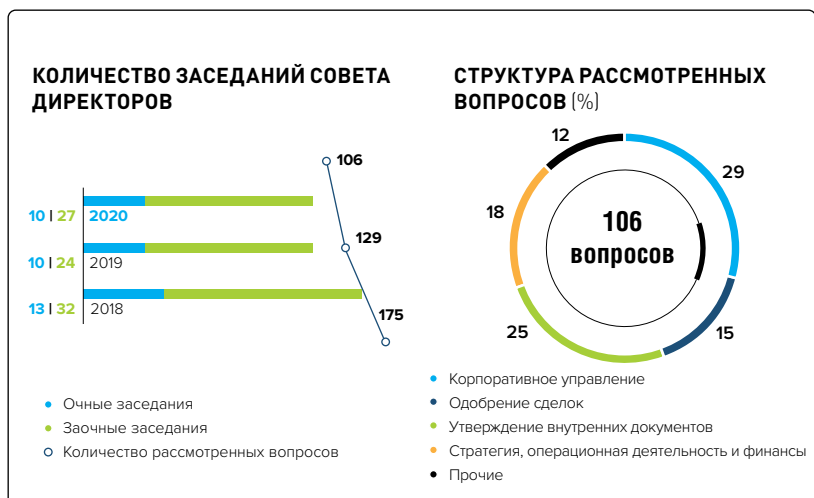 КОЛИЧЕСТВО ЗАСЕДАНИЙ СОВЕТА
ДИРЕКТОРОВ
106
10 | 27 2020
129
10 | 24 2019
175
13 | 32 2018
Очные заседания
Заочные заседания
Количество рассмотренных вопросов
СТРУКТУРА РАССМОТРЕННЫХ
ВОПРОСОВ (%)
12
29
18
106
вопросов
25
15
Корпоративное управление
Одобрение сделок
Утверждение внутренних документов
Стратегия, операционная деятельность и финансы
Прочие